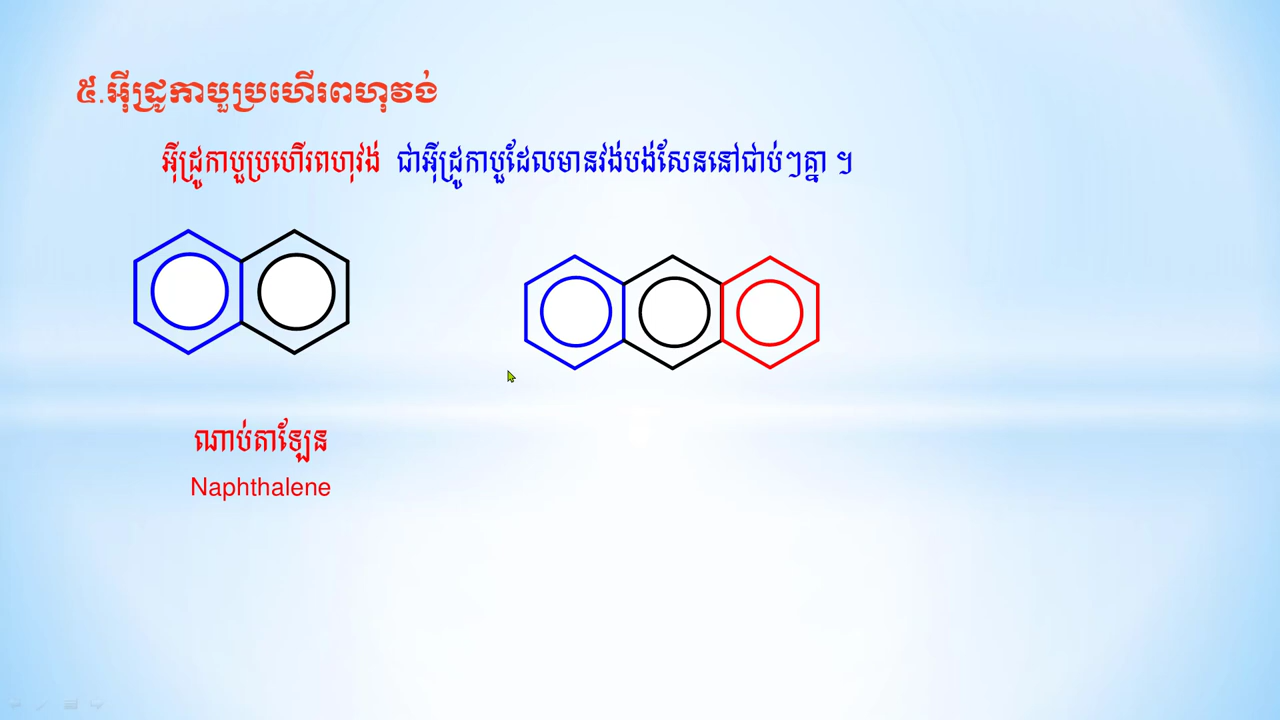 ៥.អ៊ីដ្រូកាបួប្រហើរពហុវង់
អ៊ីដ្រូកាបួប្រហើរពហុវង់ ជាអ៊ីដ្រូកាបួដែលមានវង់បង់សែននៅជាប់ៗគ្នា ។
ណាប់តាឡែន
Naphthalene